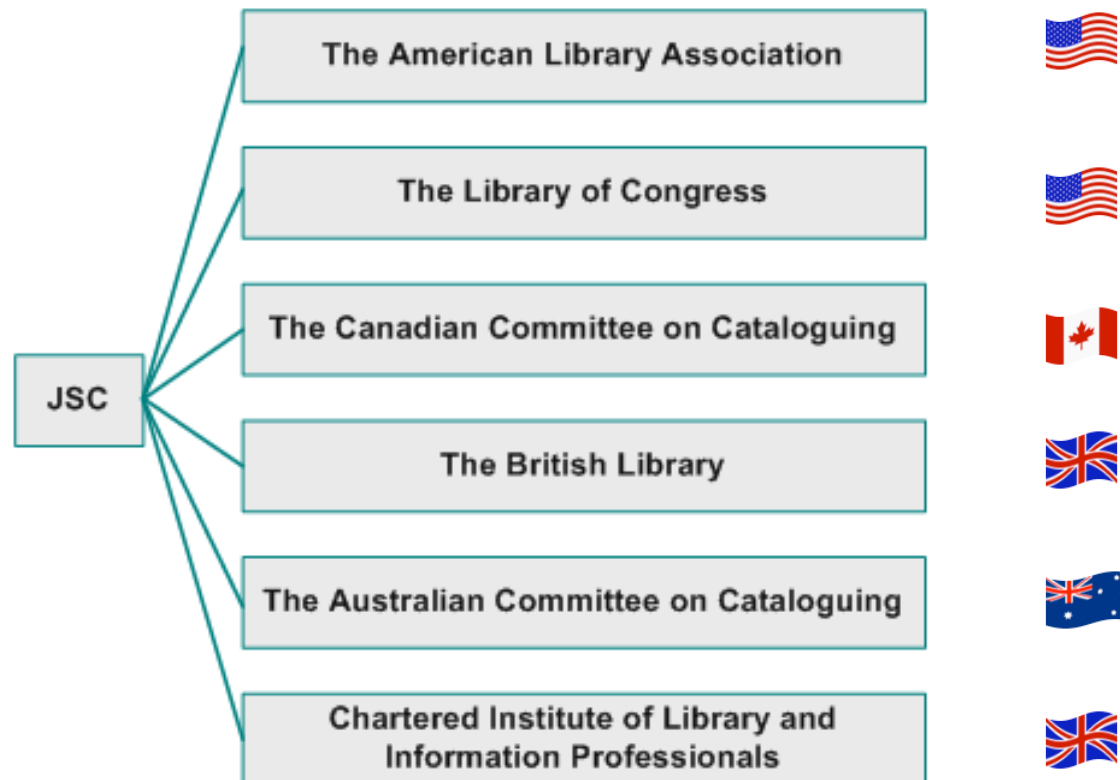 The American Library Association
The Library of Congress
The Canadian Committee on Cataloguing
JSC
The British Library
The Australian Committee on Cataloguing
Chartered Institute of Library and
Information Professionals